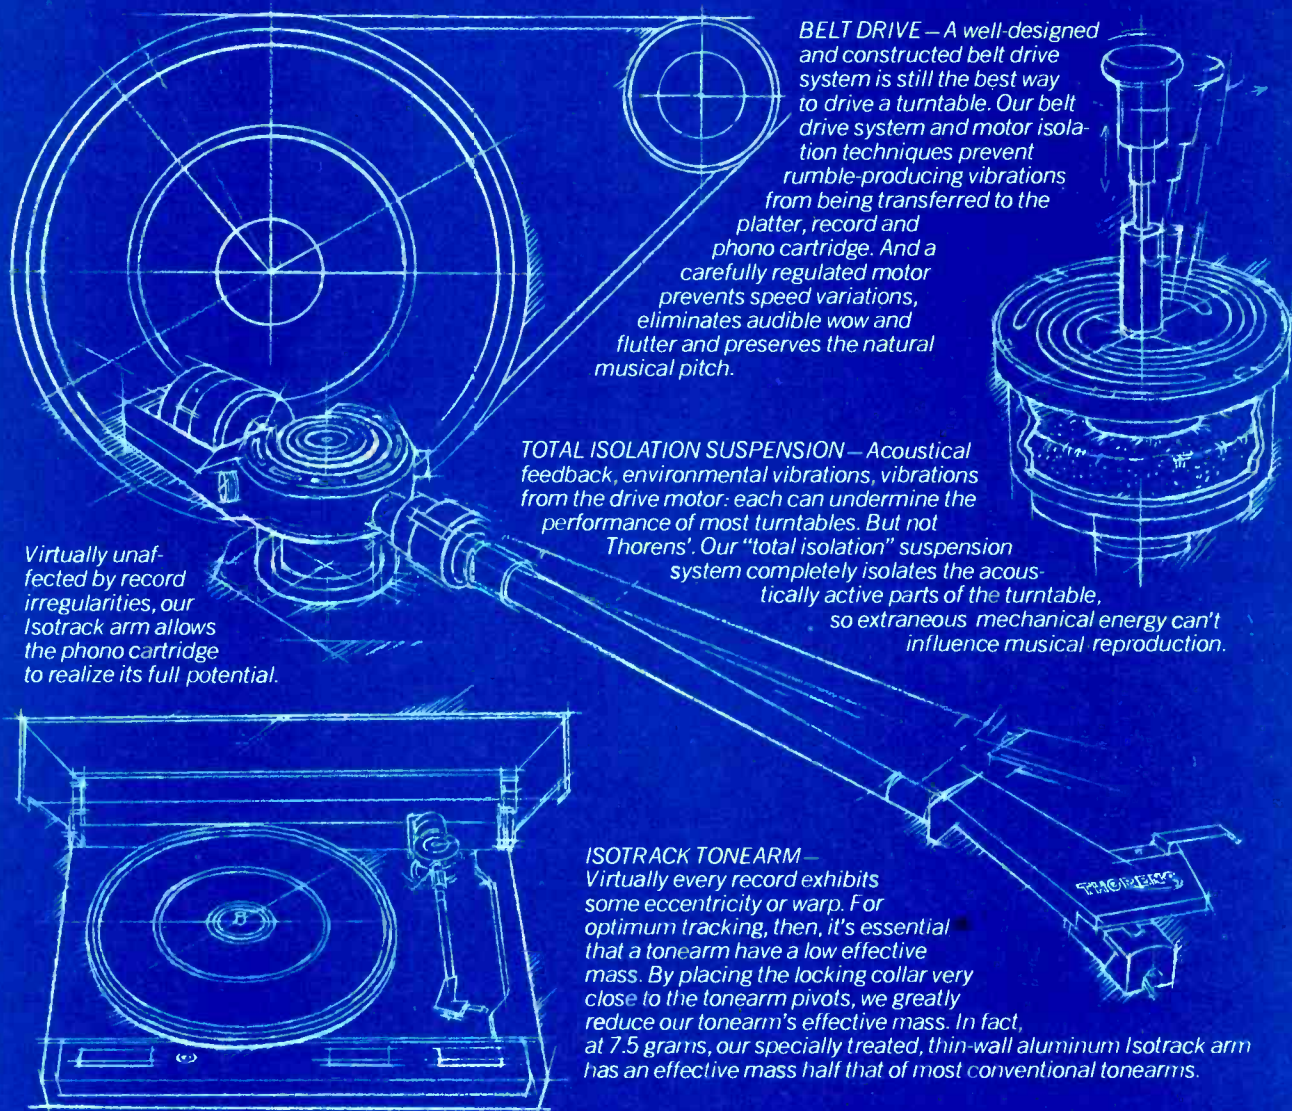 BELT DRIVE — A well-designed
and constructed belt drive
system is still the best way
to drive a turntable. Our belt
drive system and motor isola-
tion techniques prevent
rumble-producing vibrations
from being transferred to the
platter, record and
phono cartridge. And a
carefully regulated motor
prevents speed variations,
eliminates audible wow and
flutter and preserves the natural
musical pitch.
TOTAL ISOLATION SUSPENSION — Acoustical
feedback, environmental vibrations, vibrations
from the drive motor: each can undermine the
performance of most turntables. But not
Thorens'. Our "total isolation" suspension
system completely isolates the acous-
tically active parts of the turntable,
so extraneous mechanical energy can't
influence musical reproduction.
Virtually unaf-
fected by record
irregularities, our
Isotrack arm allows
the phono cartridge
to realize its full potential.
THORENS
ISOTRACK TONEARM —
Virtually every record exhibits
some eccentricity or warp. For
optimum tracking, then, it's essential
that a tonearm have a low effective
mass. By placing the locking collar very
close to the tonearm pivots, we greatly
reduce our tonearm's effective mass. In fact,
at 7.5 grams, our specially treated, thin-wall aluminum Isotrack arm
has an effective mass half that of most conventional tonearms.